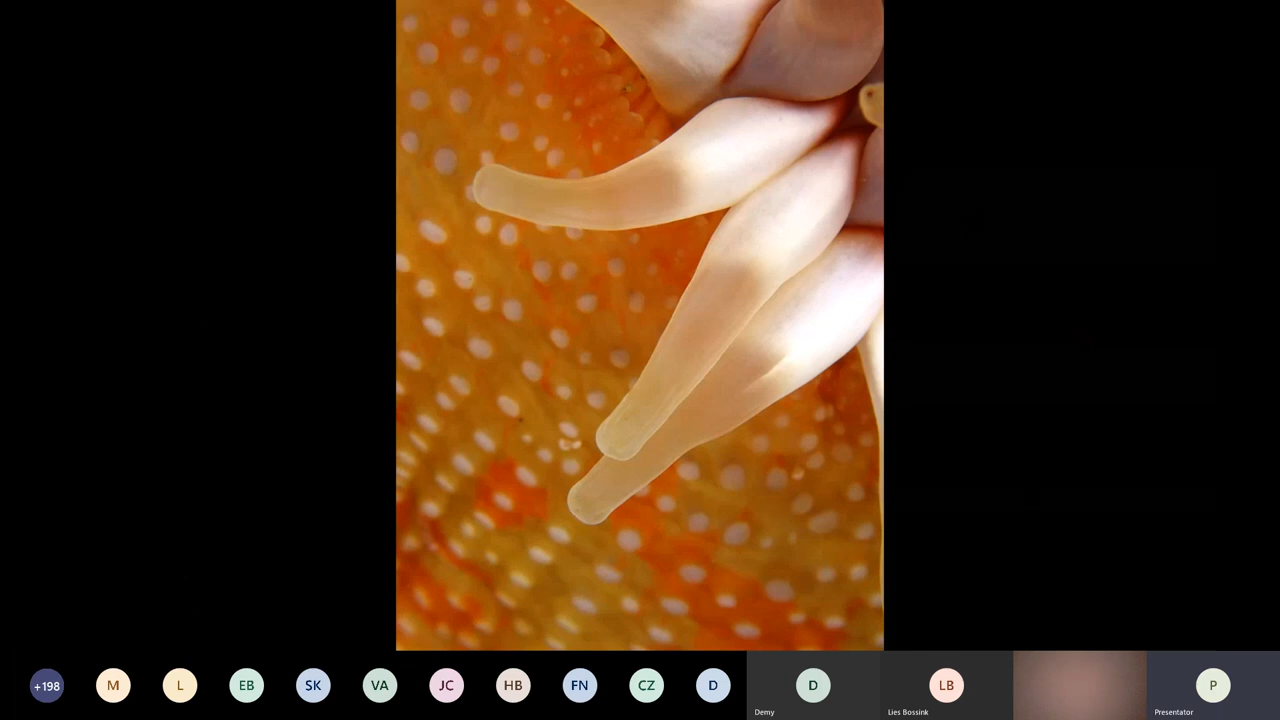 +198
M
L
EB
SK
VA
JC
HB
FN
CZ
D
D
LB
P
Demy
Lies Bossink
Presentator